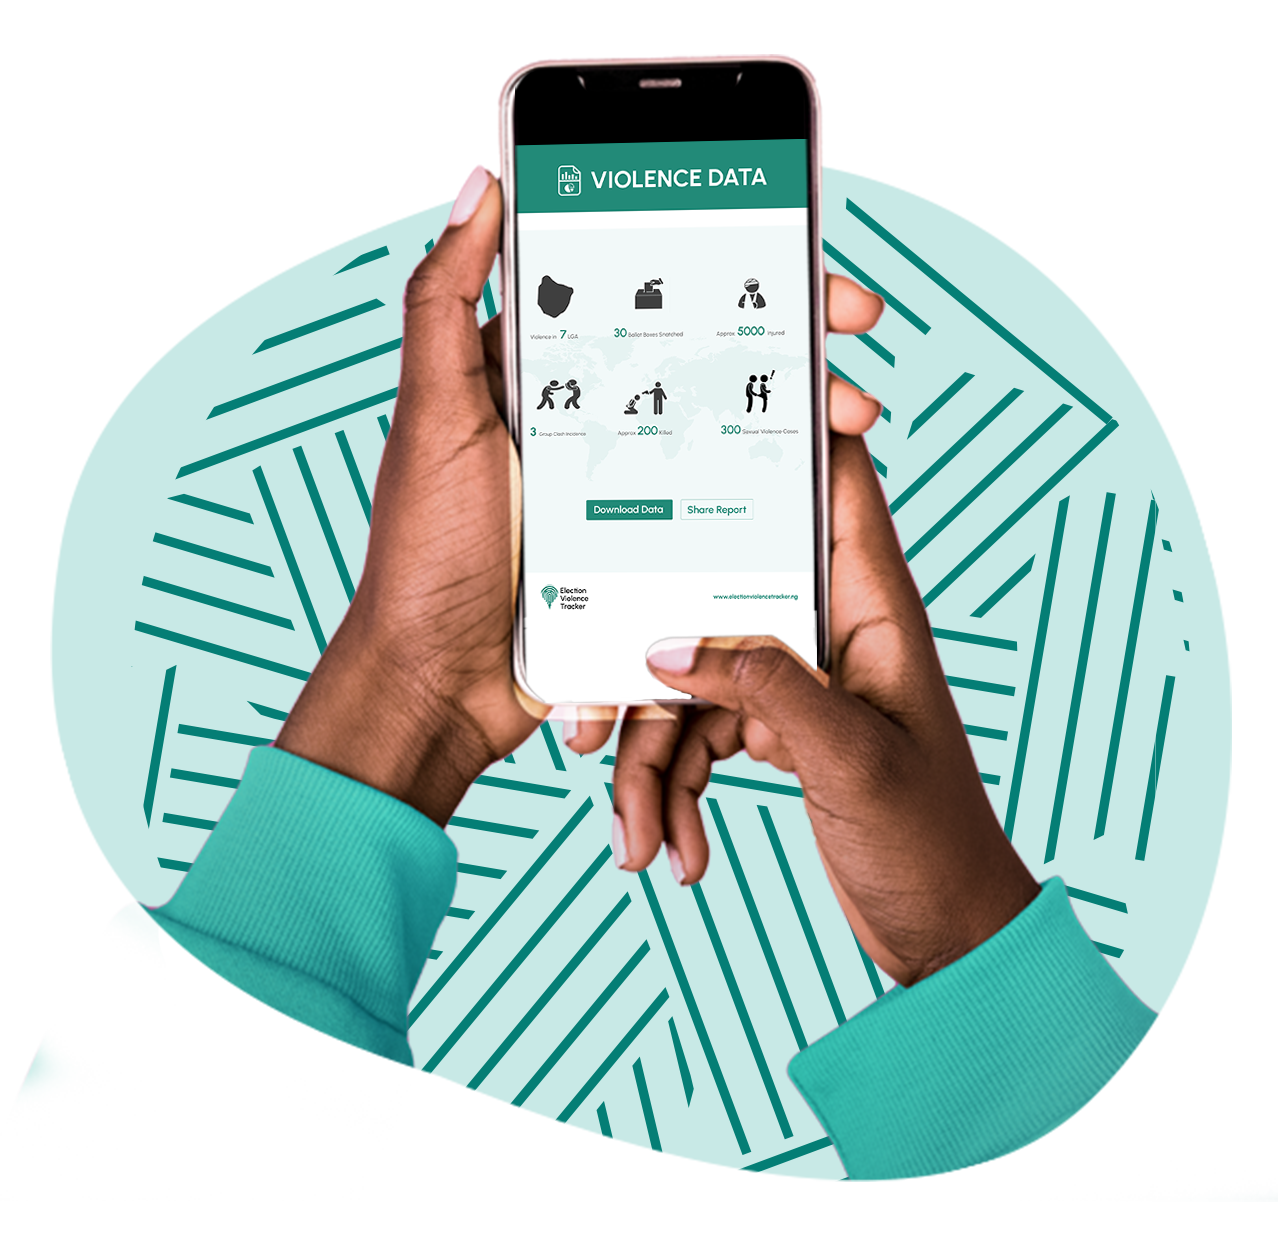 VIOLENCE DATA
Violence in 7 LGA
30 Ballot Boxes Snatched
Approx 5000 Injured
3 Group Clash Incidence
Approx 200 Killed
300 Sexual Violence Cases
Download Data
Share Report
Election
Violence
Tracker
www.electionviolencetracker.ng